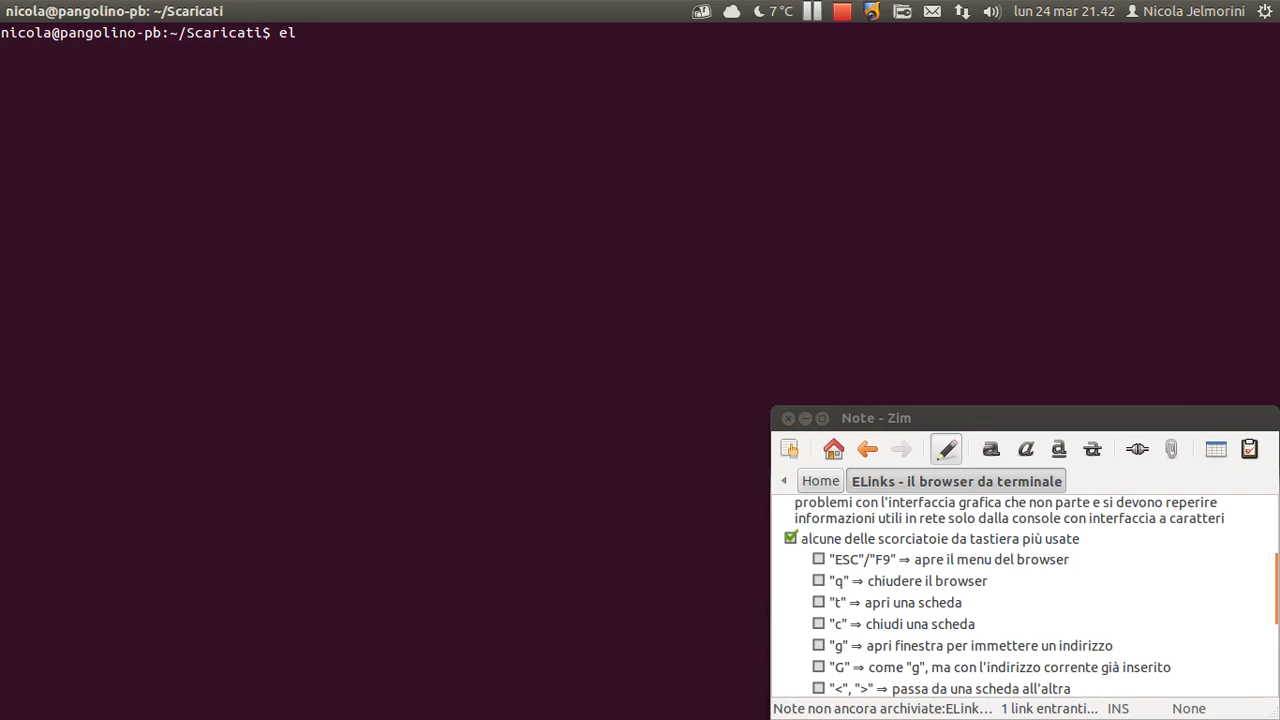 nicola@pangolino-pb: ~/Scaricati
7°C
lun 24 mar 21.42
Nicola Jelmorini
nicola@pangolino-pb:~/Scaricati$ el
Note - Zim
Home
ELinks - il browser da terminale
problemi con l'interfaccia grafica che non parte e si devono reperire
informazioni utili in rete solo dalla console con interfaccia a caratteri
alcune delle scorciatoie da tastiera più usate
"ESC"/"F9" ⇒ apre il menu del browser
"q" ⇒ chiudere il browser
"t" ⇒ apri una scheda
"c" ⇒ chiudi una scheda
"g" ⇒ apri finestra per immettere un indirizzo
"G" ⇒ come "g", ma con l'indirizzo corrente già inserito
"<", ">" ⇒ passa da una scheda all'altra
Note non ancora archiviate:ELink...
1 link entranti...
INS
None